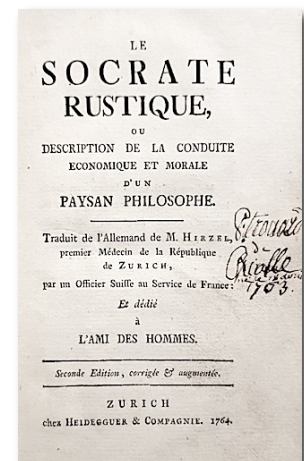 LE
SOCRATE
RUSTIQUE,
OU
DESCRIPTION DE LA CONDUITE
ECONOMIQUE ET MORALE
D'UN
PAYSAN PHILOSOPHE.
Traduit de l'Allemand de M. HIRZEL,
premier Médecin de la République
de ZURICH,
par un Officier Suisse au Service de France:
Et dédié
à
L'AMI DES HOMMES.
Seconde Edition, corrigée & augmentée.
ZURICH
chez HEIDEGGUER & COMPAGNIE. 1764.